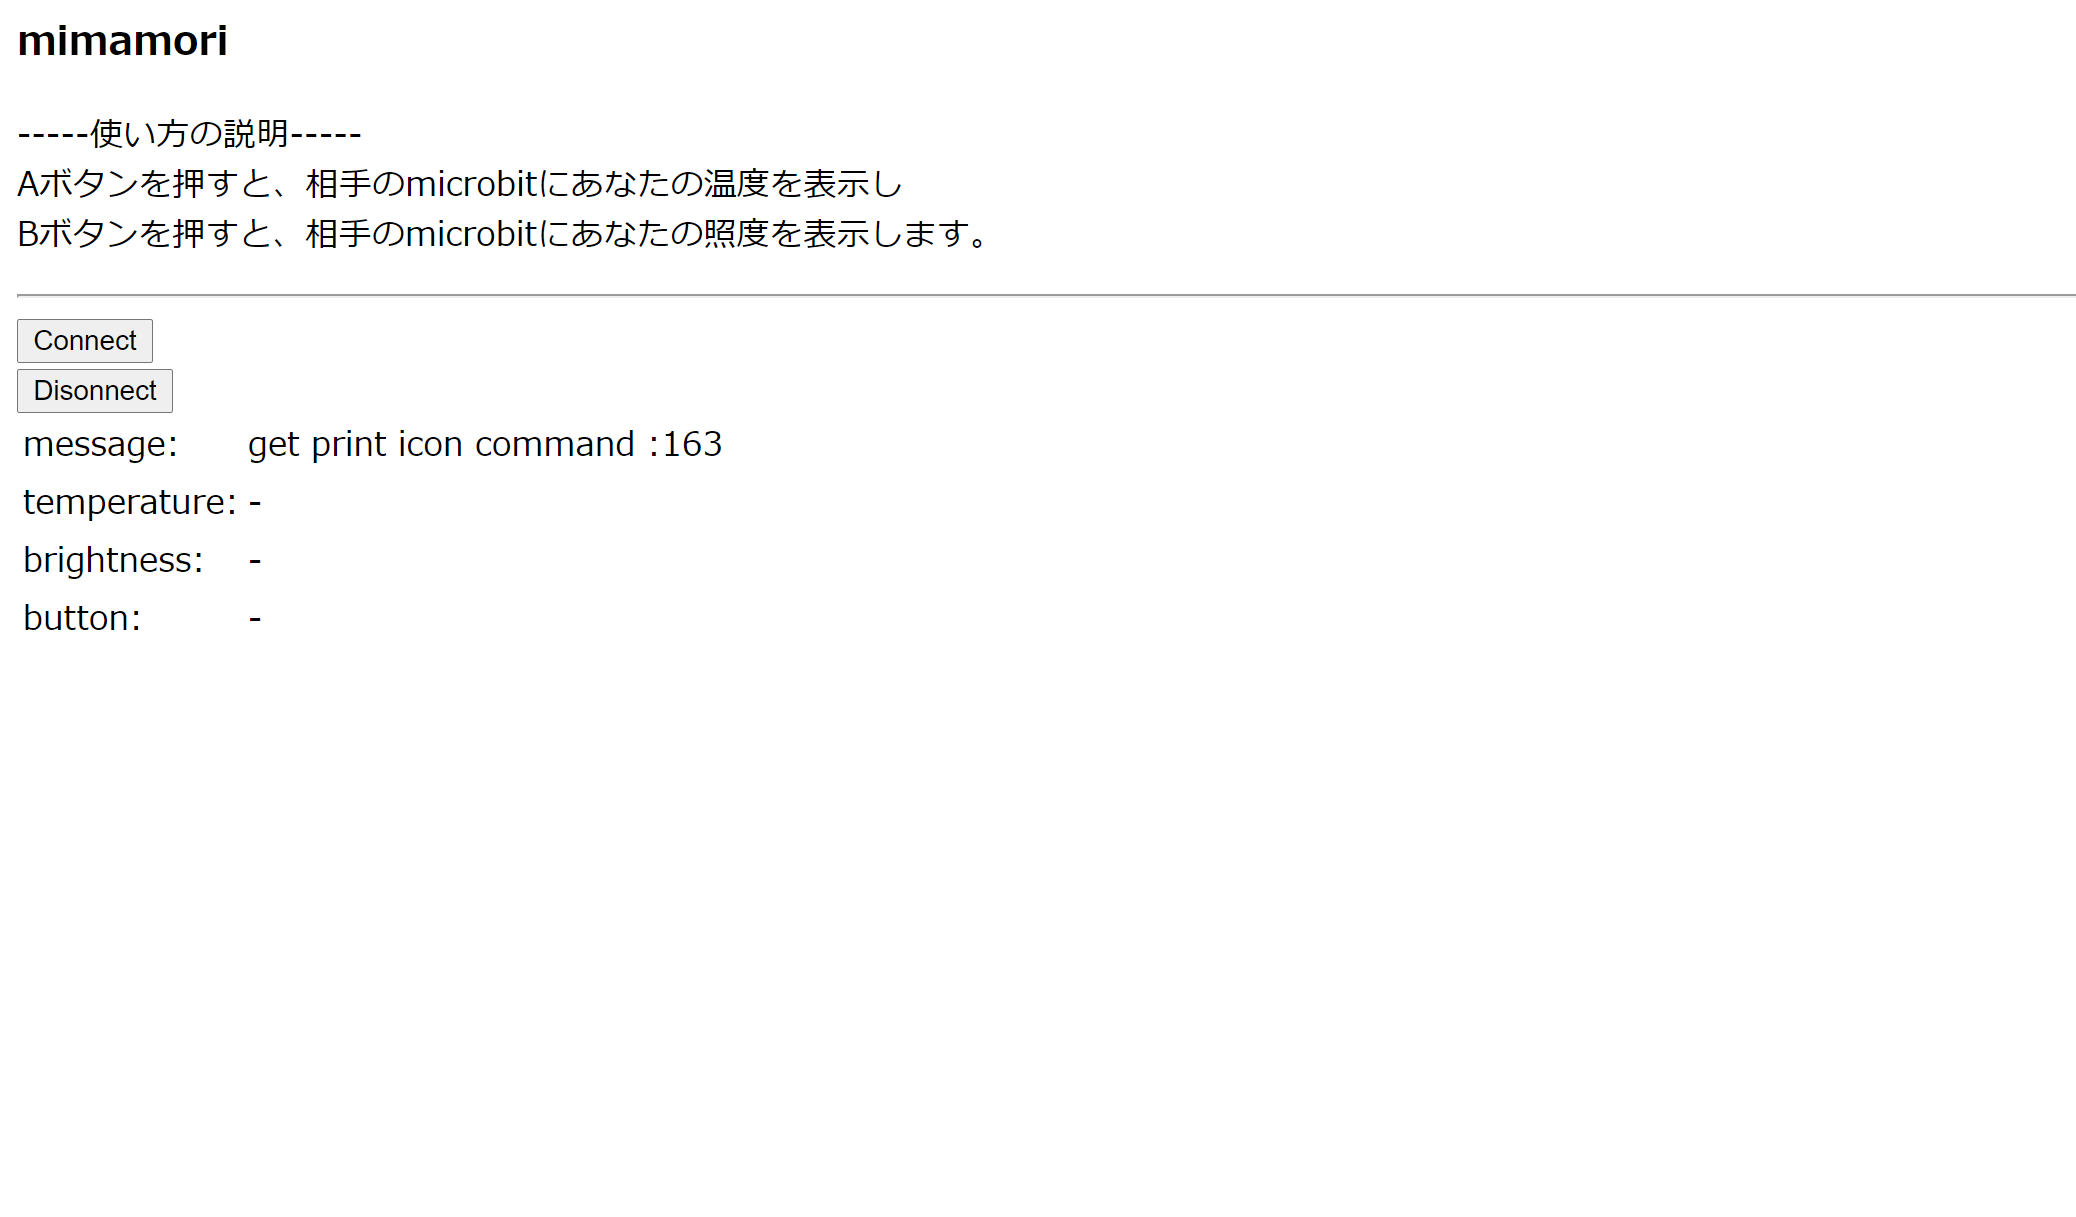 mimamori
-----使い方の説明-----
Aボタンを押すと、相手のmicrobitにあなたの温度を表示し
Bボタンを押すと、相手のmicrobitにあなたの照度を表示します。
Connect
Disonnect
message: get print icon command :163
temperature: -
brightness: -
button: -